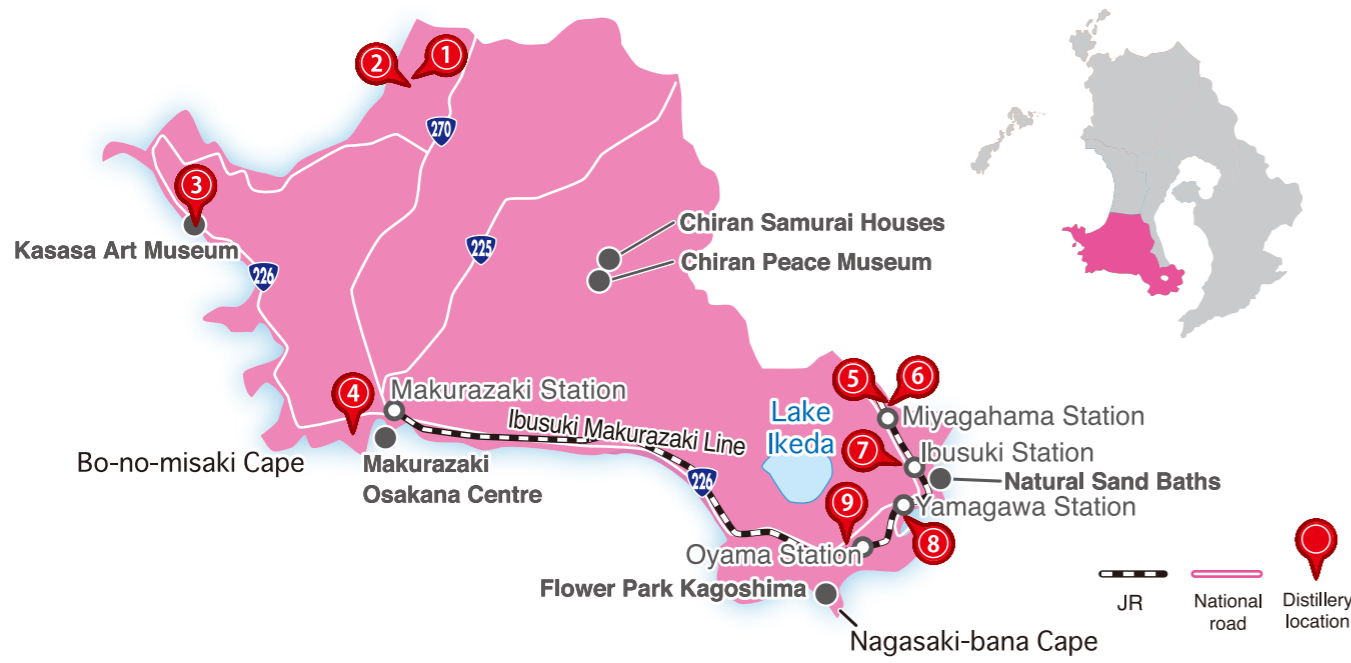 2
1
270
3
Kasasa Art Museum
226
225
Chiran Samurai Houses
Chiran Peace Museum
4
Makurazaki Station
Ibusuki Makurazaki Line
Bo-no-misaki Cape
Makurazaki
Osakana Centre
226
Lake
Ikeda
5
6
Miyagahama Station
7
Ibusuki Station
Natural Sand Baths
Yamagawa Station
8
9
Oyama Station
Flower Park Kagoshima
Nagasaki-bana Cape
JR
National
road
Distillery
location